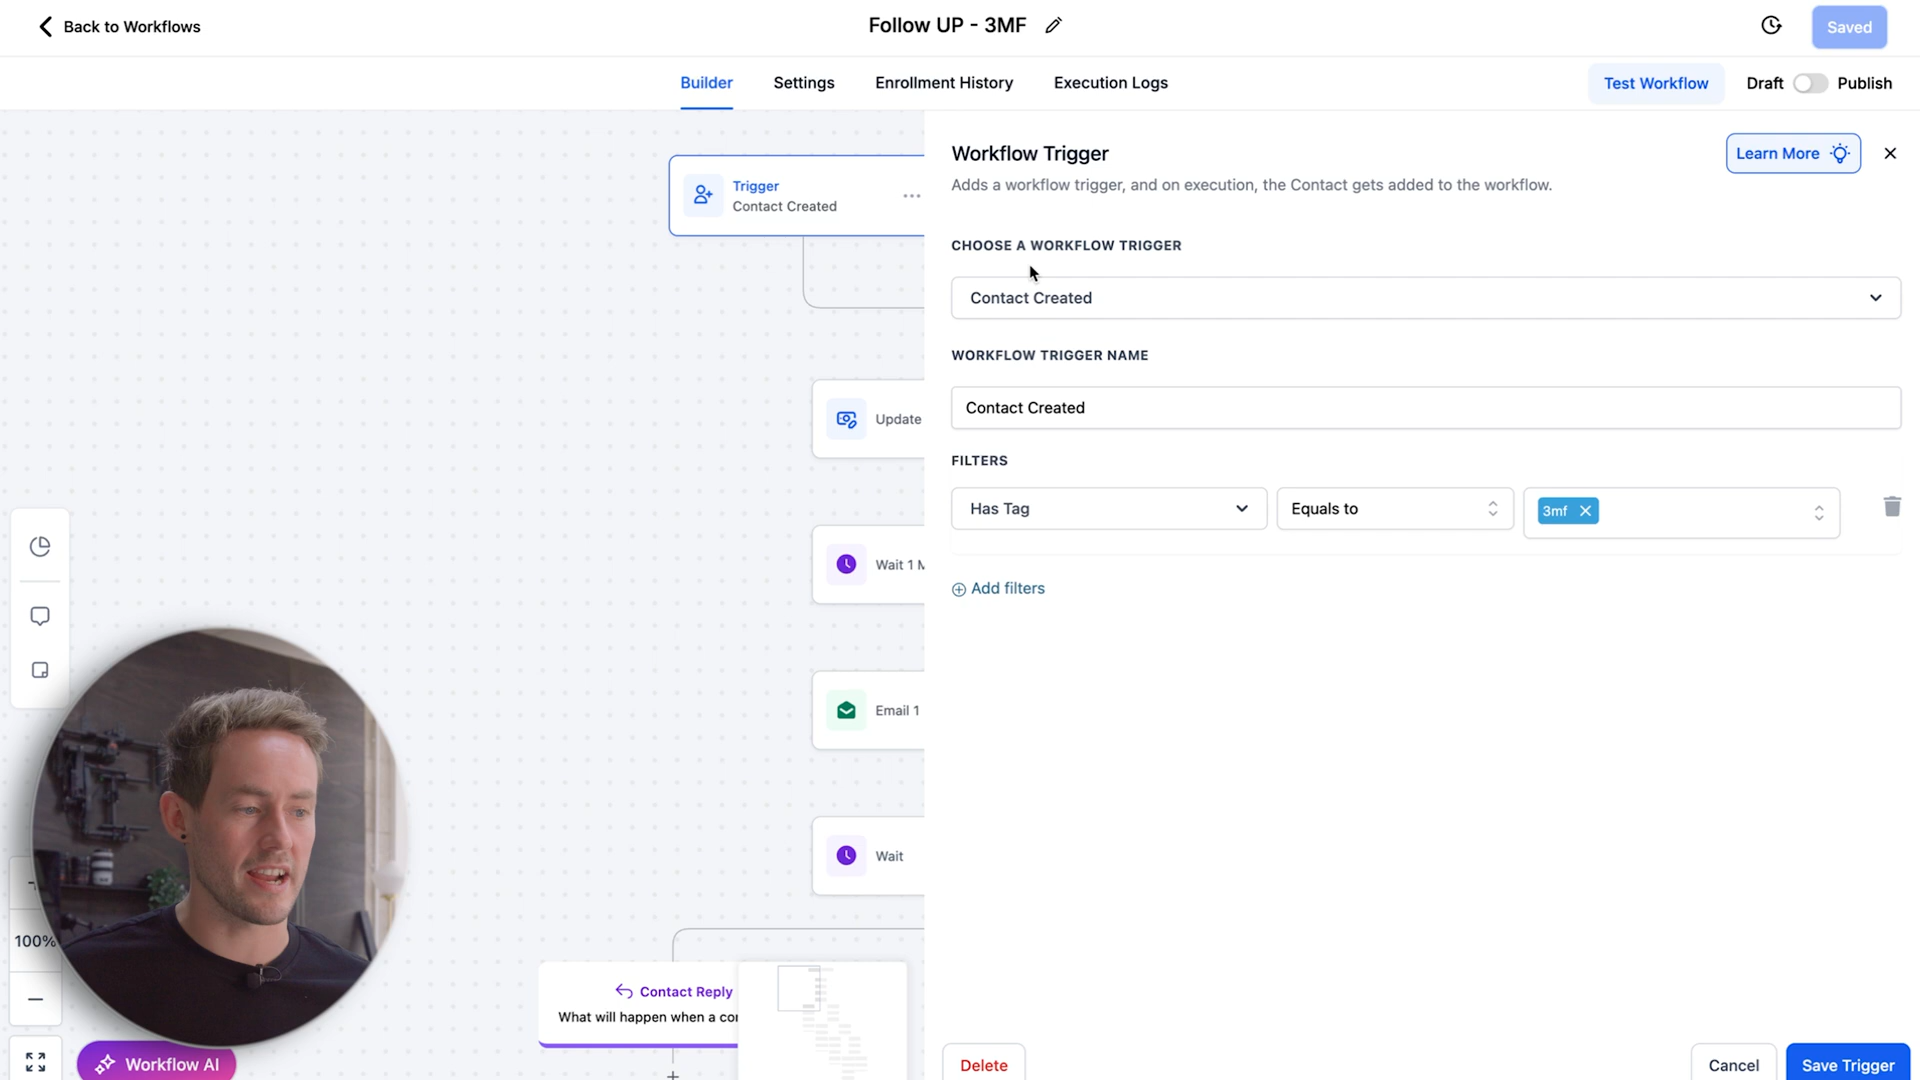 Back to Workflows
Follow UP - 3MF
Saved
Builder
Settings
Enrollment History
Execution Logs
Test Workflow
Draft
Publish
Trigger
Contact Created
Update
Wait 1 M
Email 1
Wait
Contact Reply
What will happen when a cor
100%
Workflow AI
Workflow Trigger
Learn More
Adds a workflow trigger, and on execution, the Contact gets added to the workflow.
CHOOSE A WORKFLOW TRIGGER
Contact Created
WORKFLOW TRIGGER NAME
Contact Created
FILTERS
Has Tag
Equals to
3mf
Add filters
Delete
Cancel
Save Trigger